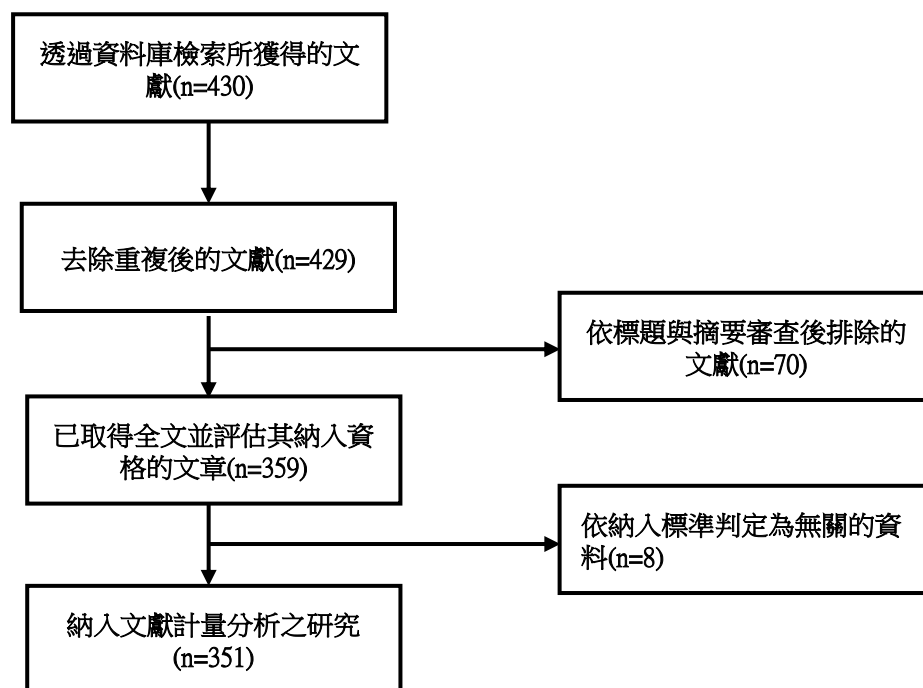 透過資料庫檢索所獲得的文
獻(n=430)
去除重複後的文獻(n=429)
依標題與摘要審查後排除的
文獻(n=70)
已取得全文並評估其納入資
格的文章(n=359)
依納入標準判定為無關的資
料(n=8)
納入文獻計量分析之研究
(n=351)